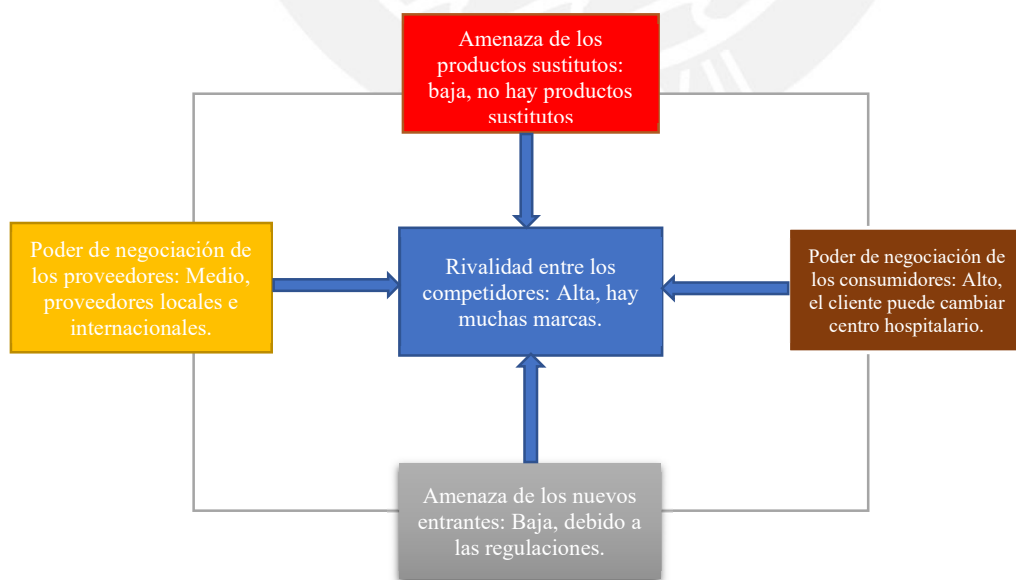 Amenaza de los
productos sustitutos:
baja, no hay productos
sustitutos
Poder de negociación de
los proveedores: Medio,
proveedores locales e
internacionales.
Rivalidad entre los
competidores: Alta, hay
muchas marcas.
Poder de negociación de
los consumidores: Alto,
el cliente puede cambiar
centro hospitalario.
Amenaza de los nuevos
entrantes: Baja, debido a
las regulaciones.